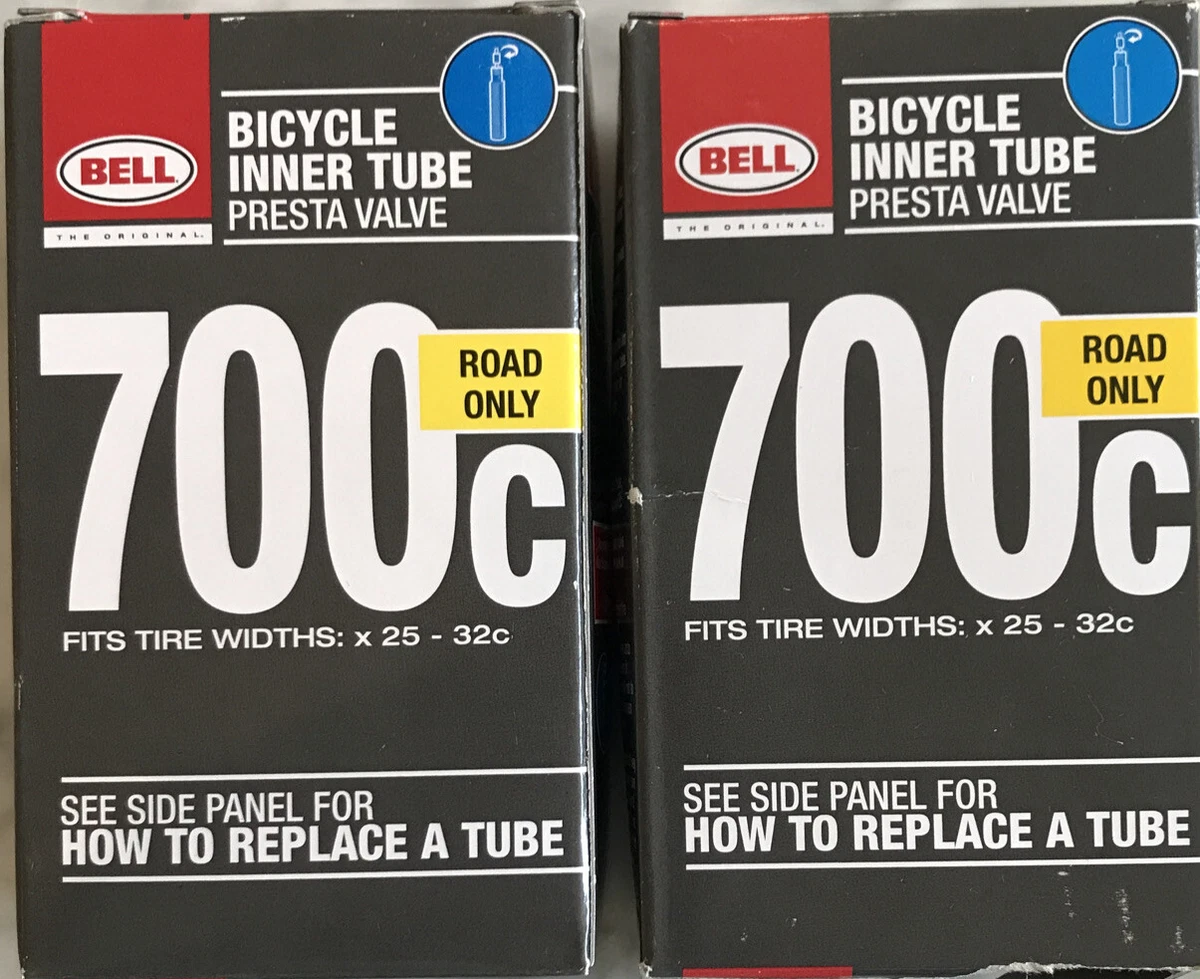 BELL
THE ORIGINAL.
BICYCLE
INNER TUBE
PRESTA VALVE
700c
ROAD
ONLY
FITS TIRE WIDTHS: x 25 - 32c
SEE SIDE PANEL FOR
HOW TO REPLACE A TUBE
BELL
THE ORIGINAL.
BICYCLE
INNER TUBE
PRESTA VALVE
700c
ROAD
ONLY
FITS TIRE WIDTHS: x 25 - 32c
SEE SIDE PANEL FOR
HOW TO REPLACE A TUBE